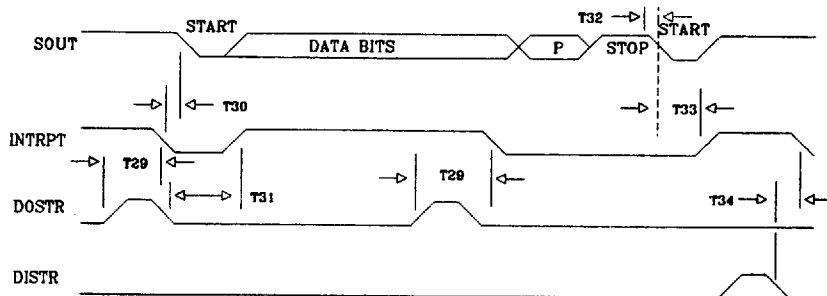 T32
START START
SOUT DATA BITS P STOP
T30 T33
INTRPT
T29 T29
T31 T34
DOSTR
DISTR